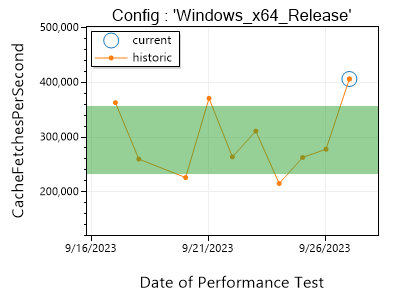 Config : 'Windows_x64_Release'
500,000
current
historic
400,000
300,000
200,000
CacheFetchesPerSecond
9/16/2023 9/21/2023 9/26/2023
Date of Performance Test